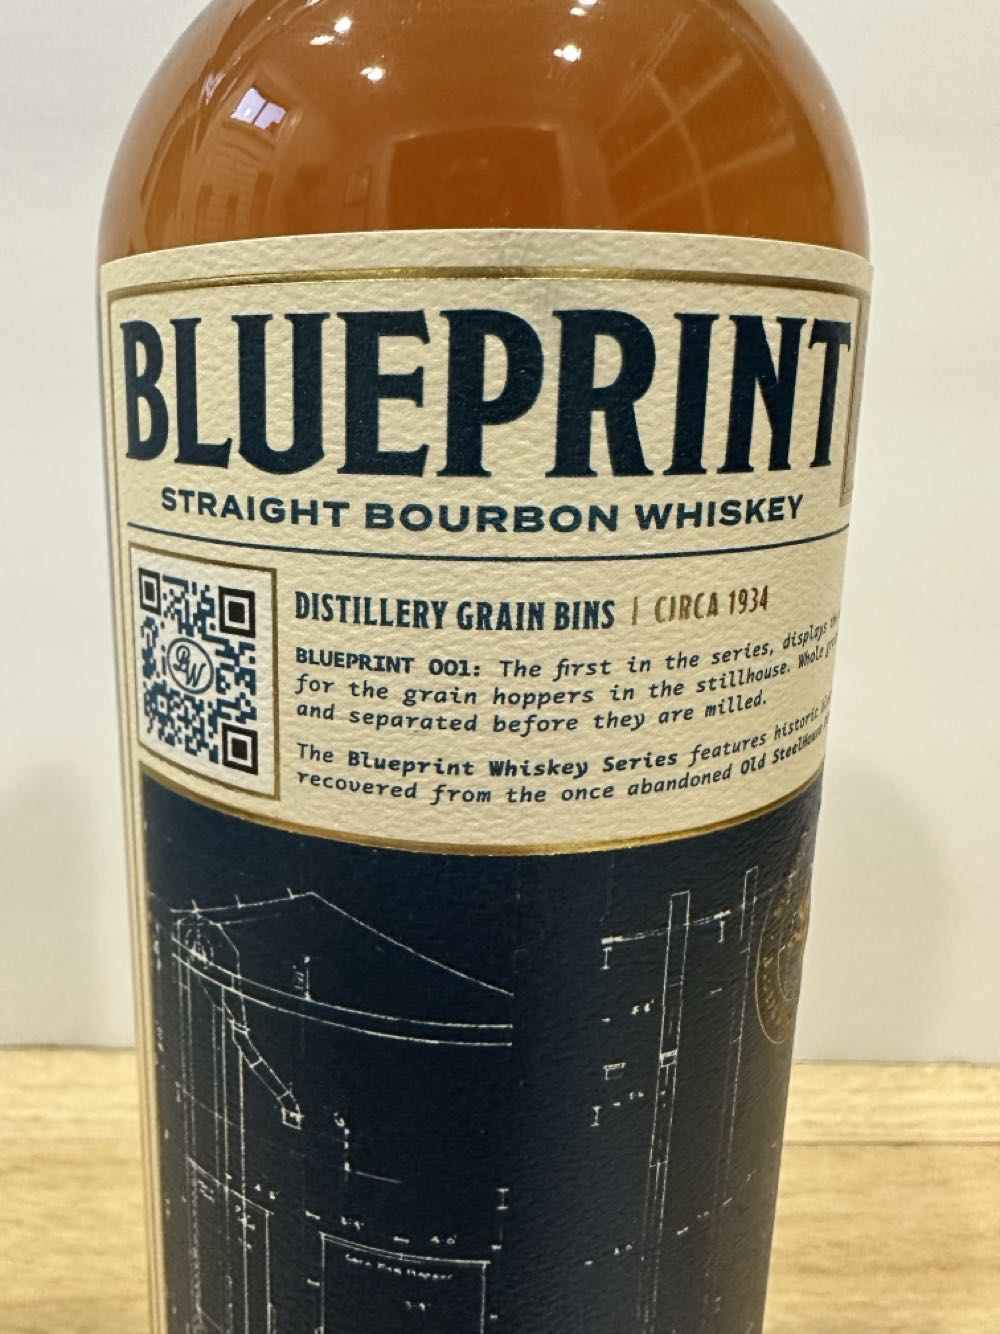 BLUEPRINT
STRAIGHT BOURBON WHISKEY
BW
DISTILLERY GRAIN BINS | CIRCA 1934
BLUEPRINT 001: The first in the series, displays
for the grain hoppers in the stillhouse. Whole
and separated before they are milled.
The Blueprint Whiskey Series features historic
recovered from the once abandoned Old SteelHouse